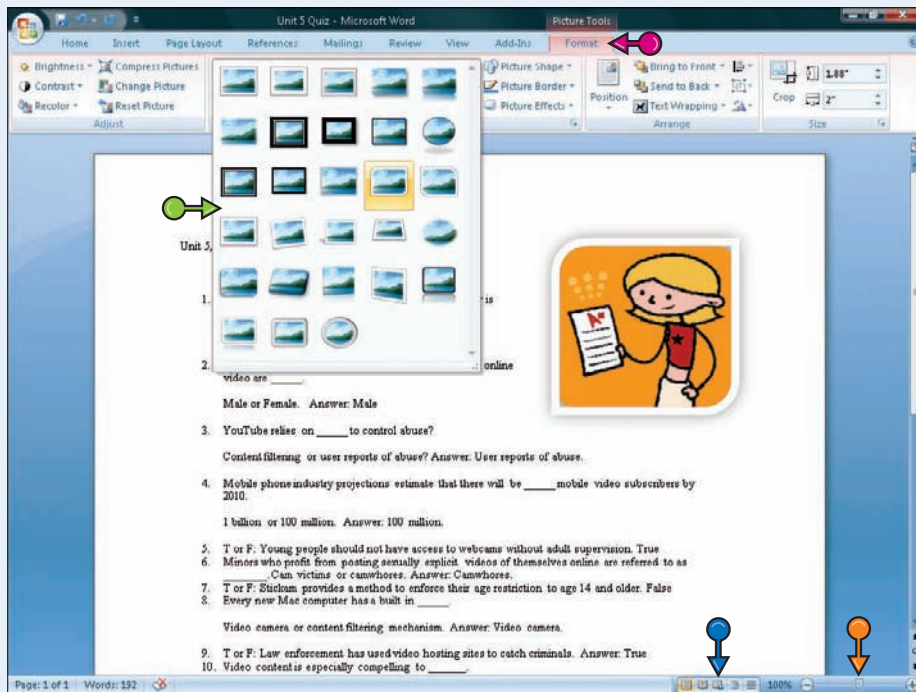 Unit 5 Quiz - Microsoft Word
Picture Tools
Home Insert Page Layout References Mailings Review View Add-Ins Format
Brightness Compress Pictures Picture Shape Bring to Front 1.88"
Contrast Change Picture Picture Border Position Send to Back Crop 2"
Recolor Reset Picture Picture Effects Text Wrapping
Adjust Arrange Size
Unit 5,
A+
1. is
2. online
video are _____.
Male or Female. Answer: Male
3. YouTube relies on _____ to control abuse?
Content filtering or user reports of abuse? Answer: User reports of abuse.
4. Mobile phone industry projections estimate that there will be _____ mobile video subscribers by
2010.
1 billion or 100 million. Answer: 100 million.
5. T or F: Young people should not have access to webcams without adult supervision. True
6. Minors who profit from posting sexually explicit videos of themselves online are referred to as
_______. Cam victims or camwhores. Answer: Camwhores.
7. T or F: Stickam provides a method to enforce their age restriction to age 14 and older. False
8. Every new Mac computer has a built in _____.
Video camera or content filtering mechanism. Answer: Video camera.
9. T or F: Law enforcement has used video hosting sites to catch criminals. Answer: True
10. Video content is especially compelling to ______.
Page: 1 of 1 Words: 192 100%